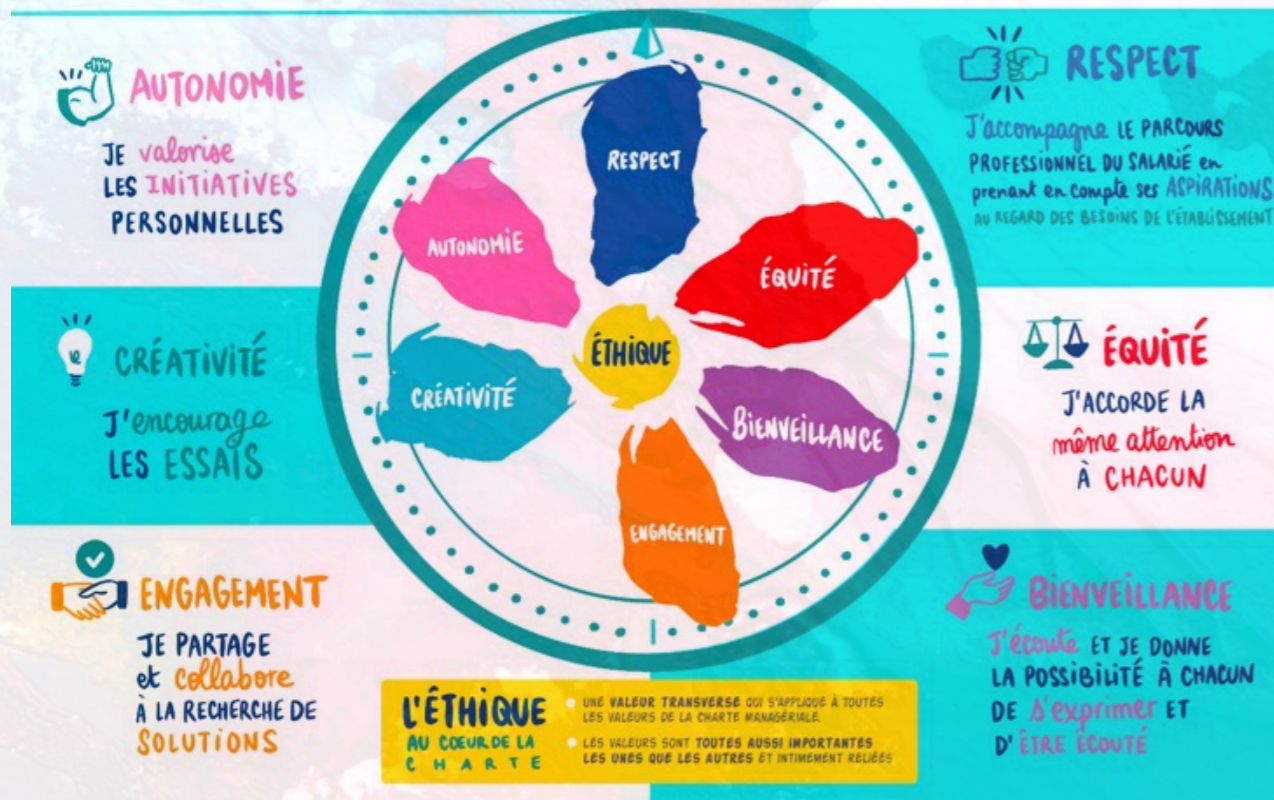 AUTONOMIE
JE valorise
LES INITIATIVES
PERSONNELLES
CRÉATIVITÉ
J'encourage
LES ESSAIS
ENGAGEMENT
JE PARTAGE
et collabore
À LA RECHERCHE DE
SOLUTIONS
RESPECT
ÉQUITÉ
BIENVEILLANCE
ENGAGEMENT
CRÉATIVITÉ
AUTONOMIE
ÉTHIQUE
RESPECT
J'accompagne LE PARCOURS
PROFESSIONNEL DU SALARIÉ en
prenant en compte ses ASPIRATIONS
AU REGARD DES BESOINS DE L'ÉTABLISSEMENT
ÉQUITÉ
J'ACCORDE LA
même attention
À CHACUN
BIENVEILLANCE
J'écoute ET JE DONNE
LA POSSIBILITÉ À CHACUN
DE s'exprimer ET
D'ÊTRE ÉCOUTÉ
L'ÉTHIQUE
AU COEUR DE LA
CHARTE
UNE VALEUR TRANSVERSE QUI S'APPLIQUE À TOUTES
LES VALEURS DE LA CHARTE MANAGÉRIALE.
LES VALEURS SONT TOUTES AUSSI IMPORTANTES
LES UNES QUE LES AUTRES ET INTIMEMENT RELIÉES